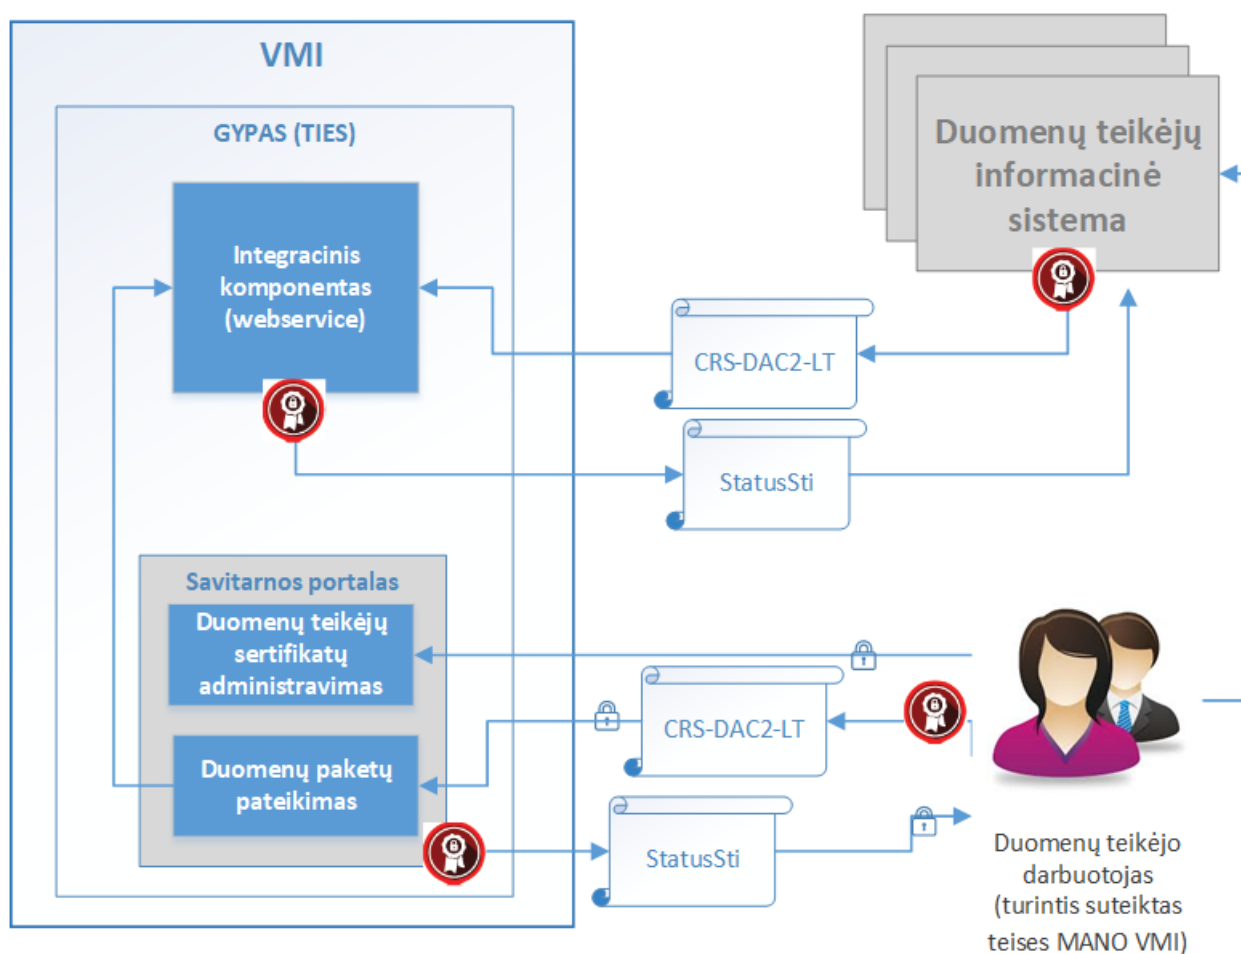 VMI
GYPAS (TIES)
Integracinis
komponentas
(webservice)
Duomenų teikėjų
informacinė
sistema
CRS-DAC2-LT
StatusSti
Savitarnos portalas
Duomenų teikėjų
sertifikatų
administravimas
Duomenų paketų
pateikimas
CRS-DAC2-LT
StatusSti
Duomenų teikėjo
darbuotojas
(turintis suteiktas
teises MANO VMI)